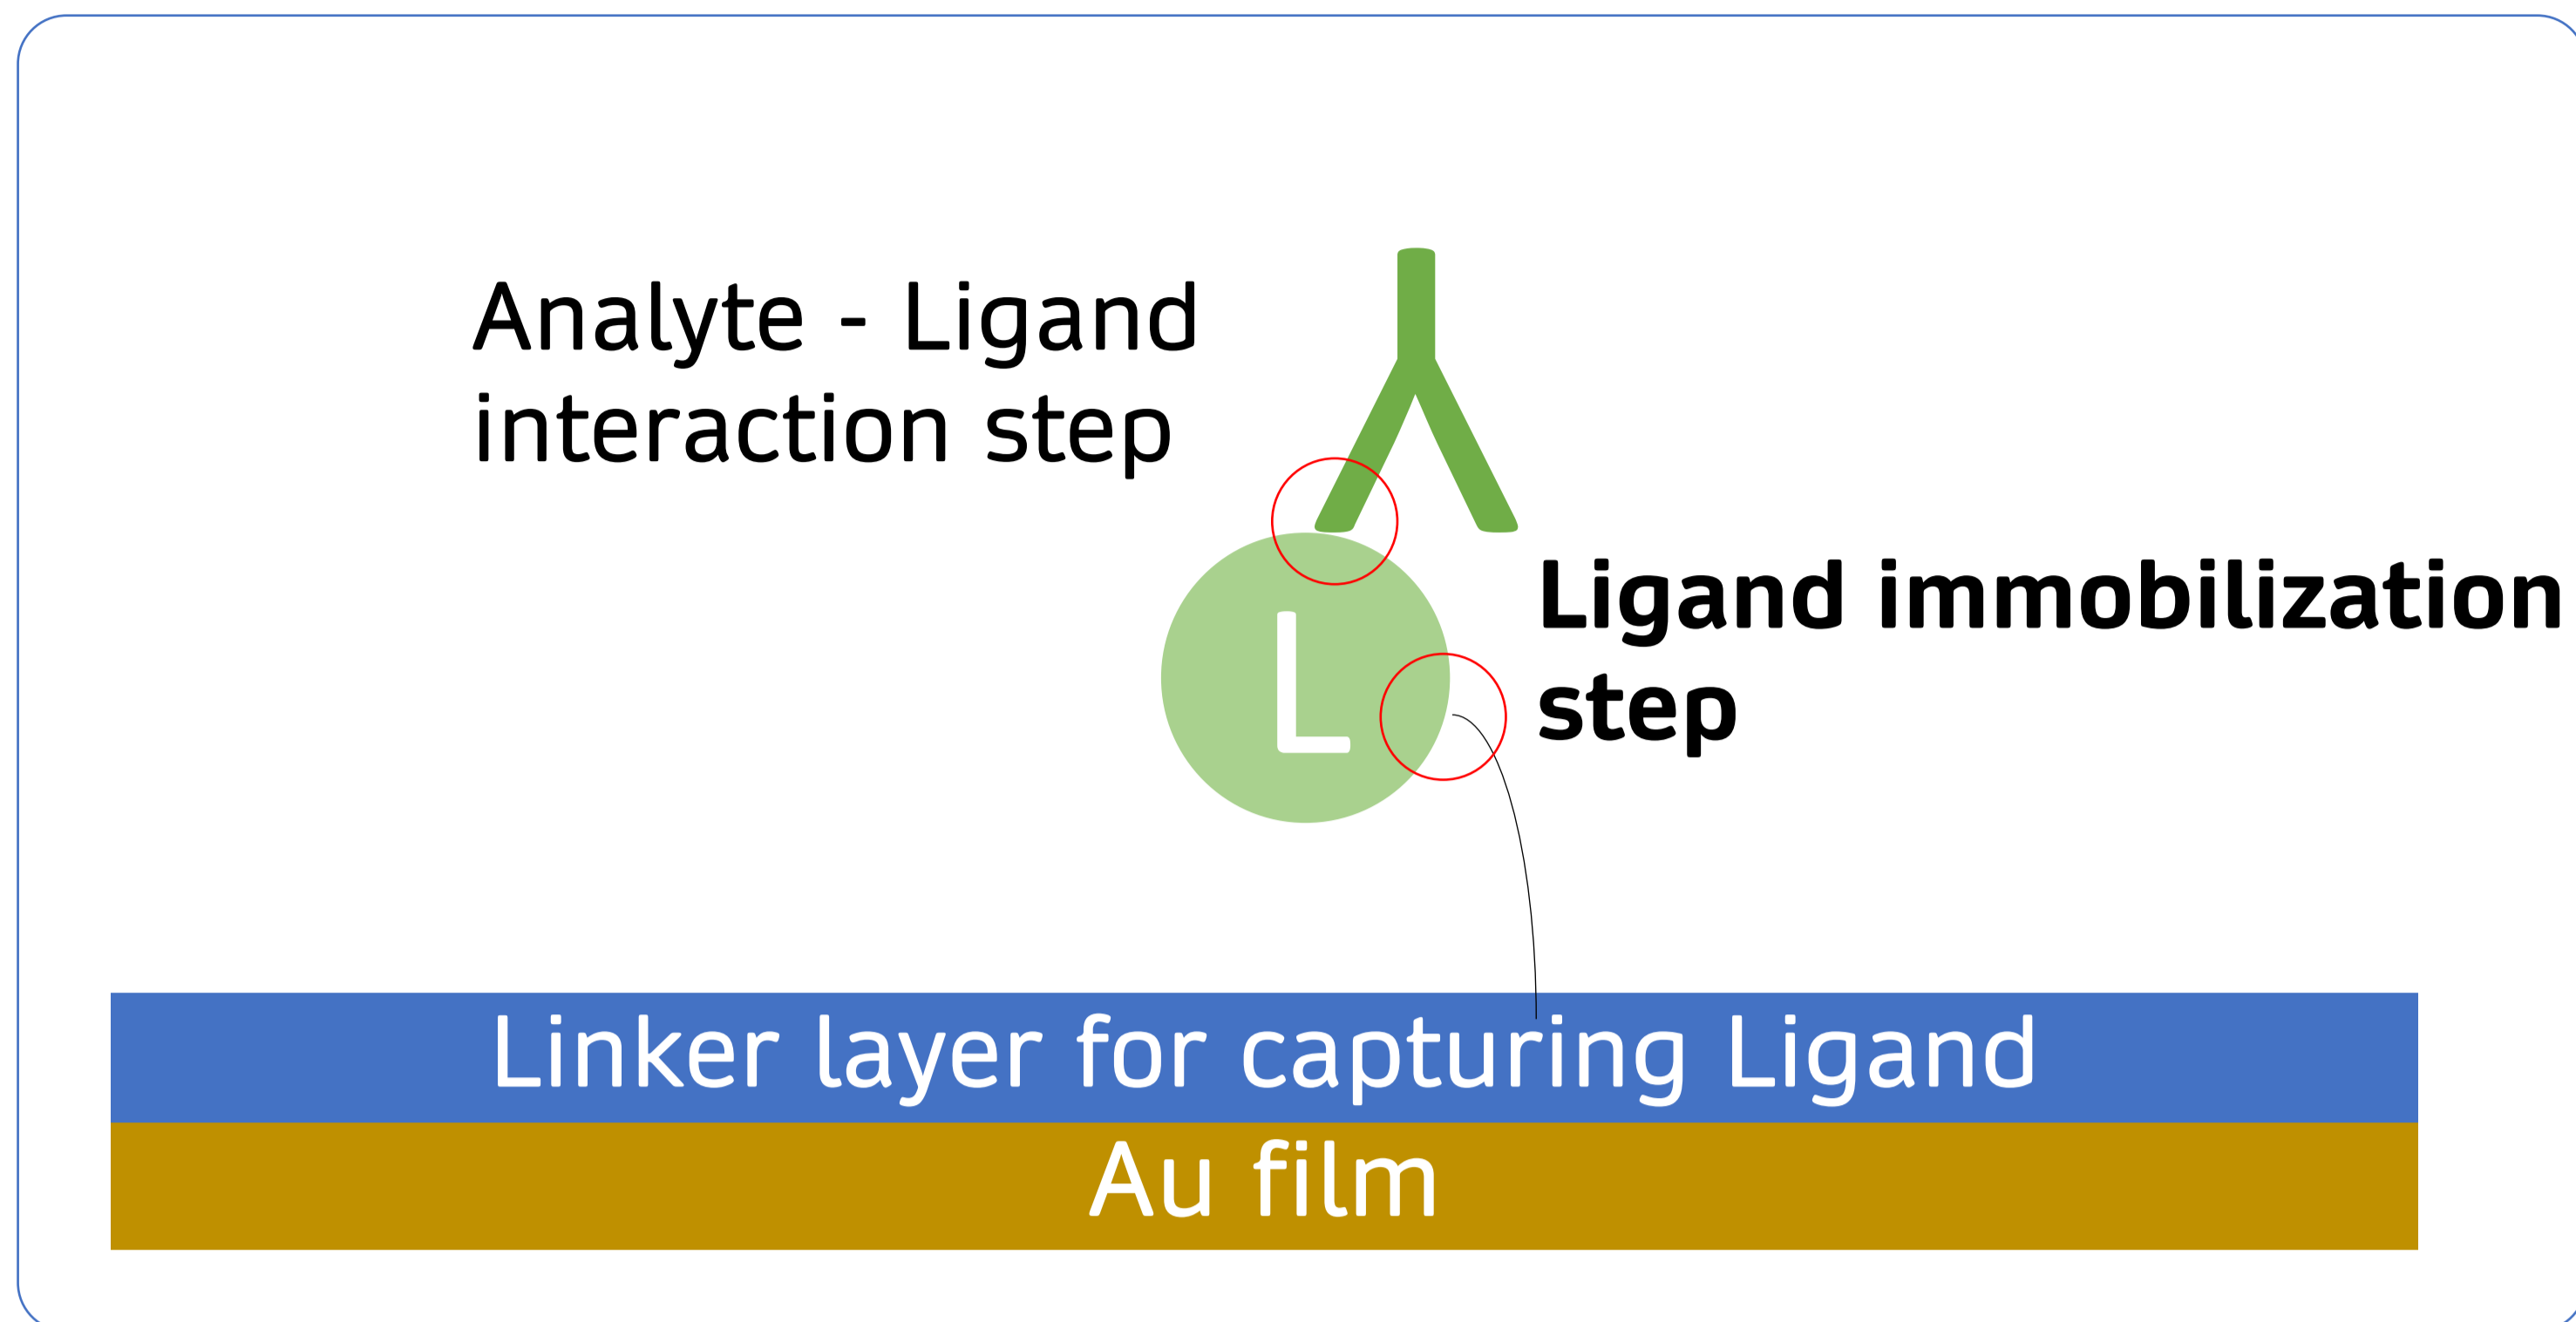 Analyte - Ligand
interaction step
Ligand immobilization
step
L
Linker layer for capturing Ligand
Au film